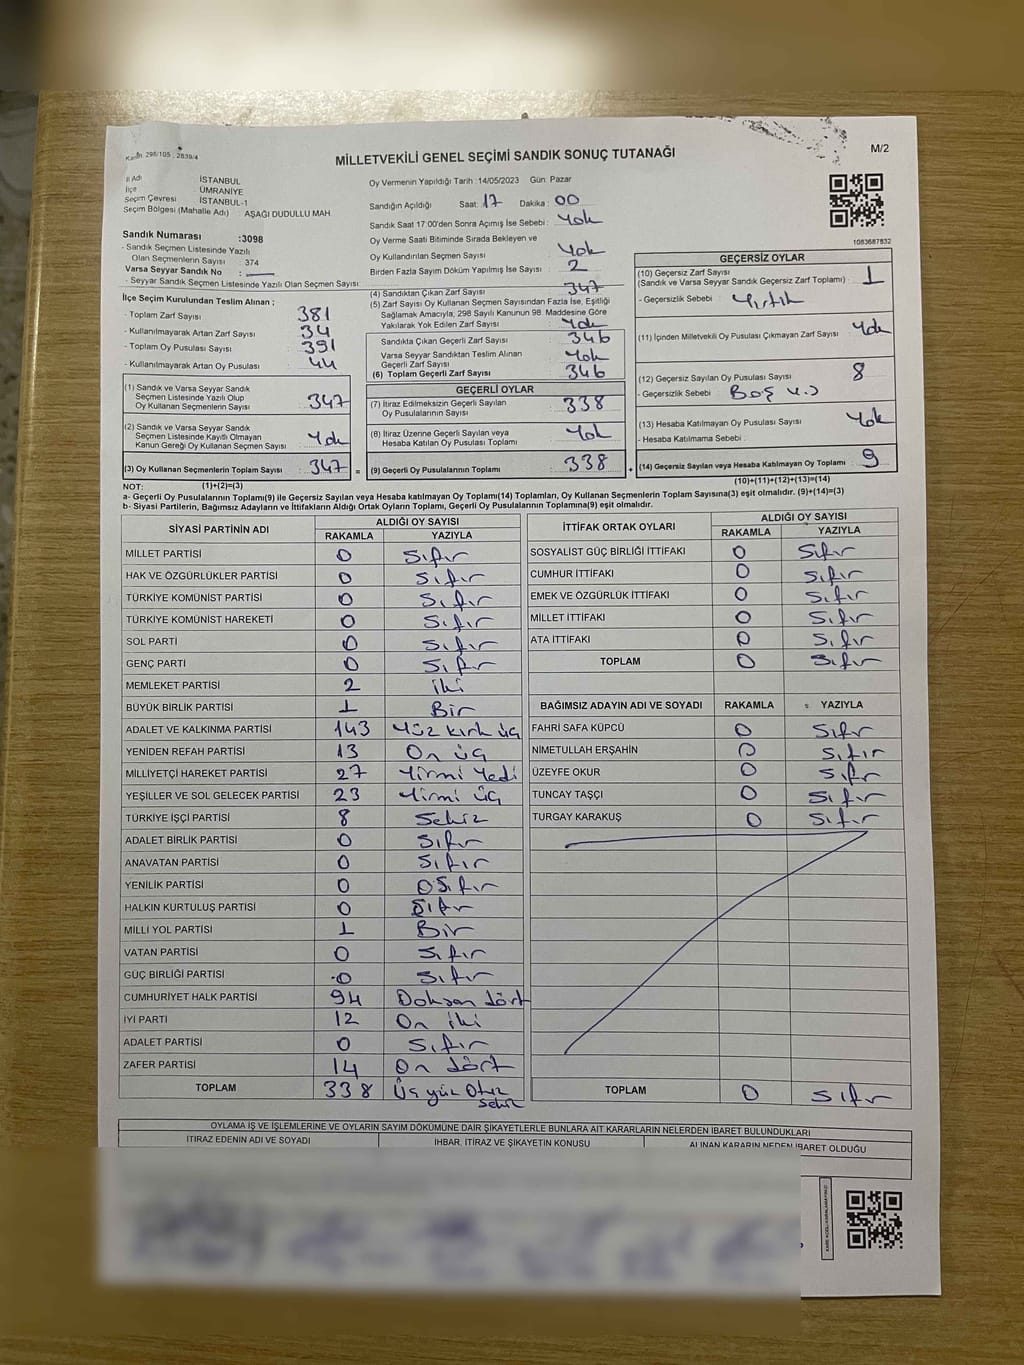 Kanun 298/105 : 2839/4
MİLLETVEKİLİ GENEL SEÇİMİ SANDIK SONUÇ TUTANAĞI
M/2
İl Adı İSTANBUL
İlçe ÜMRANİYE
Seçim Çevresi İSTANBUL-1
Seçim Bölgesi (Mahalle Adı) : AŞAĞI DUDULLU MAH
Sandık Numarası :3098
- Sandık Seçmen Listesinde Yazılı
Olan Seçmenlerin Sayısı : 374
Varsa Seyyar Sandık No :
- Seyyar Sandık Seçmen Listesinde Yazılı Olan Seçmen Sayısı:
Oy Vermenin Yapıldığı Tarih :14/05/2023 Gün: Pazar
Sandığın Açıldığı Saat: 17 Dakika: 00
Sandık Saat 17:00'den Sonra Açımış İse Sebebi : Yok
Oy Verme Saati Bitiminde Sırada Bekleyen ve
Oy Kullandırılan Seçmen Sayısı : Yok
Birden Fazla Sayım Döküm Yapılmış İse Sayısı : 2
1083687832
İlçe Seçim Kurulundan Teslim Alınan ;
- Toplam Zarf Sayısı : 381
- Kullanılmayarak Artan Zarf Sayısı : 34
- Toplam Oy Pusulası Sayısı : 391
- Kullanılmayarak Artan Oy Pusulası : 44
(4) Sandıktan Çıkan Zarf Sayısı : 347
(5) Zarf Sayısı Oy Kullanan Seçmen Sayısından Fazla İse, Eşitliği
Sağlamak Amacıyla, 298 Sayılı Kanunun 98. Maddesine Göre
Yakılarak Yok Edilen Zarf Sayısı : Yok
Sandıkta Çıkan Geçerli Zarf Sayısı : 346
Varsa Seyyar Sandıktan Teslim Alınan
Geçerli Zarf Sayısı : Yok
(6) Toplam Geçerli Zarf Sayısı : 346
GEÇERSİZ OYLAR
(10) Geçersiz Zarf Sayısı
(Sandık ve Varsa Seyyar Sandık Geçersiz Zarf Toplamı) : 1
- Geçersizlik Sebebi : Yırtık
(11) İçinden Milletvekili Oy Pusulası Çıkmayan Zarf Sayısı : Yok
(12) Geçersiz Sayılan Oy Pusulası Sayısı : 8
- Geçersizlik Sebebi : Boş v.s
(13) Hesaba Katılmayan Oy Pusulası Sayısı : Yok
- Hesaba Katılmama Sebebi :
(14) Geçersiz Sayılan veya Hesaba Katılmayan Oy Toplamı : 9
(10)+(11)+(12)+(13)=(14)
(1) Sandık ve Varsa Seyyar Sandık
Seçmen Listesinde Yazılı Olup
Oy Kullanan Seçmenlerin Sayısı : 347
(2) Sandık ve Varsa Seyyar Sandık
Seçmen Listesinde Kayıtlı Olmayan
Kanun Gereği Oy Kullanan Seçmen Sayısı : Yok
(3) Oy Kullanan Seçmenlerin Toplam Sayısı : 347 =
GEÇERLİ OYLAR
(7) İtiraz Edilmeksizin Geçerli Sayılan
Oy Pusulalarının Sayısı : 338
(8) İtiraz Üzerine Geçerli Sayılan veya
Hesaba Katılan Oy Pusulası Toplamı : Yok
(9) Geçerli Oy Pusulalarının Toplamı : 338 +
NOT: (1)+(2)=(3)
a- Geçerli Oy Pusulalarının Toplamı(9) ile Geçersiz Sayılan veya Hesaba katılmayan Oy Toplamı(14) Toplamları, Oy Kullanan Seçmenlerin Toplam Sayısına(3) eşit olmalıdır. (9)+(14)=(3)
b- Siyasi Partilerin, Bağımsız Adayların ve İttifakların Aldığı Ortak Oyların Toplamı, Geçerli Oy Pusulalarının Toplamına(9) eşit olmalıdır.
SİYASİ PARTİNİN ADI ALDIĞI OY SAYISI
RAKAMLA YAZIYLA
MİLLET PARTİSİ 0 Sıfır
HAK VE ÖZGÜRLÜKLER PARTİSİ 0 Sıfır
TÜRKİYE KOMÜNİST PARTİSİ 0 Sıfır
TÜRKİYE KOMÜNİST HAREKETİ 0 Sıfır
SOL PARTİ 0 Sıfır
GENÇ PARTİ 0 Sıfır
MEMLEKET PARTİSİ 2 iki
BÜYÜK BİRLİK PARTİSİ 1 Bir
ADALET VE KALKINMA PARTİSİ 143 Yüz kırk üç
YENİDEN REFAH PARTİSİ 13 On üç
MİLLİYETÇİ HAREKET PARTİSİ 27 Yirmi Yedi
YEŞİLLER VE SOL GELECEK PARTİSİ 23 Yirmi üç
TÜRKİYE İŞÇİ PARTİSİ 8 Sekiz
ADALET BİRLİK PARTİSİ 0 Sıfır
ANAVATAN PARTİSİ 0 Sıfır
YENİLİK PARTİSİ 0 Sıfır
HALKIN KURTULUŞ PARTİSİ 0 Sıfır
MİLLİ YOL PARTİSİ 1 Bir
VATAN PARTİSİ 0 Sıfır
GÜÇ BİRLİĞİ PARTİSİ 0 Sıfır
CUMHURİYET HALK PARTİSİ 94 Doksan dört
İYİ PARTİ 12 On iki
ADALET PARTİSİ 0 Sıfır
ZAFER PARTİSİ 14 On dört
TOPLAM 338 Üç yüz Otuz
Sekiz
İTTİFAK ORTAK OYLARI ALDIĞI OY SAYISI
RAKAMLA YAZIYLA
SOSYALİST GÜÇ BİRLİĞİ İTTİFAKI 0 Sıfır
CUMHUR İTTİFAKI 0 Sıfır
EMEK VE ÖZGÜRLÜK İTTİFAKI 0 Sıfır
MİLLET İTTİFAKI 0 Sıfır
ATA İTTİFAKI 0 Sıfır
TOPLAM 0 Sıfır
BAĞIMSIZ ADAYIN ADI VE SOYADI RAKAMLA YAZIYLA
FAHRİ SAFA KÜPCÜ 0 Sıfır
NİMETULLAH ERŞAHİN 0 Sıfır
ÜZEYFE OKUR 0 Sıfır
TUNCAY TAŞÇI 0 Sıfır
TURGAY KARAKUŞ 0 Sıfır
TOPLAM 0 Sıfır
OYLAMA İŞ VE İŞLEMLERİNE VE OYLARIN SAYIM DÖKÜMÜNE DAİR ŞİKAYETLERLE BUNLARA AİT KARARLARIN NELERDEN İBARET BULUNDUKLARI
İTİRAZ EDENİN ADI VE SOYADI İHBAR, İTİRAZ VE ŞİKAYETİN KONUSU ALINAN KARARIN NEDEN İBARET OLDUĞU